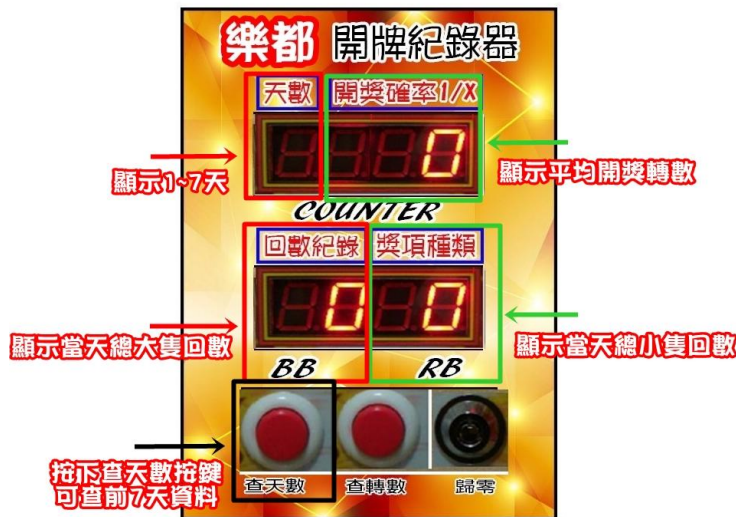 樂都 開牌紀錄器
天數 開獎確率1/X
0
顯示1~7天
顯示平均開獎轉數
COUNTER
回數紀錄 獎項種類
0 0
顯示當天總大隻回數
顯示當天總小隻回數
BB RB
按下查天數按鍵
可查前7天資料
查天數 查轉數 歸零